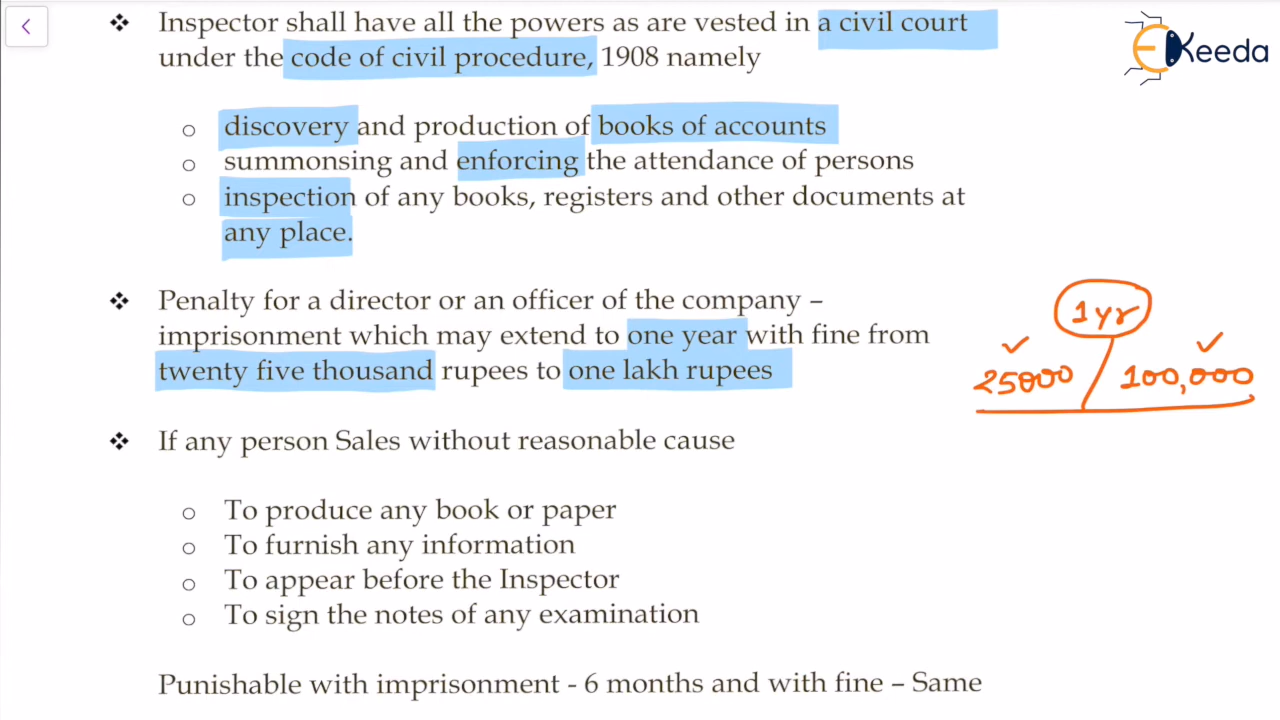 ❖ Inspector shall have all the powers as are vested in a civil court
under the code of civil procedure, 1908 namely
EKeeda
o discovery and production of books of accounts
o summonsing and enforcing the attendance of persons
o inspection of any books, registers and other documents at
any place.
❖ Penalty for a director or an officer of the company –
imprisonment which may extend to one year with fine from
twenty five thousand rupees to one lakh rupees
1 yr
25000 / 100,000
❖ If any person Sales without reasonable cause
o To produce any book or paper
o To furnish any information
o To appear before the Inspector
o To sign the notes of any examination
Punishable with imprisonment - 6 months and with fine – Same